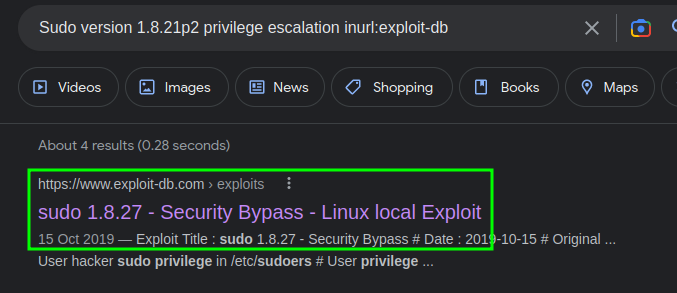 Sudo version 1.8.21p2 privilege escalation inurl:exploit-db
Videos Images News Shopping Books Maps
About 4 results (0.28 seconds)
https://www.exploit-db.com › exploits
sudo 1.8.27 - Security Bypass - Linux local Exploit
15 Oct 2019 — Exploit Title : sudo 1.8.27 - Security Bypass # Date : 2019-10-15 # Original ...
User hacker sudo privilege in /etc/sudoers # User privilege ...